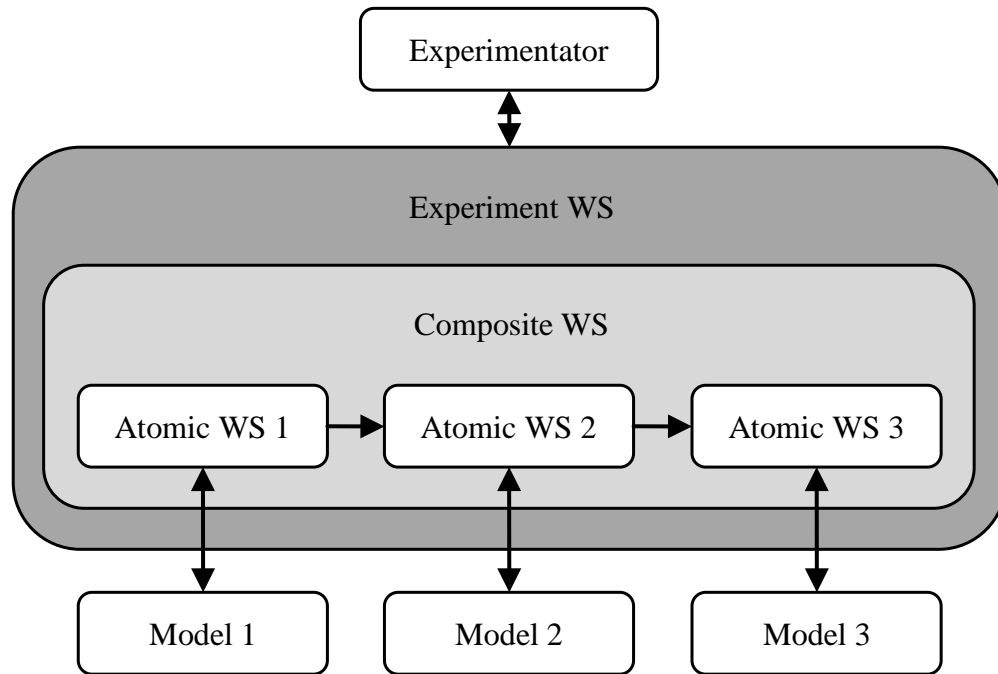 Experimentator
Experiment WS
Composite WS
Atomic WS 1
Atomic WS 2
Atomic WS 3
Model 1
Model 2
Model 3